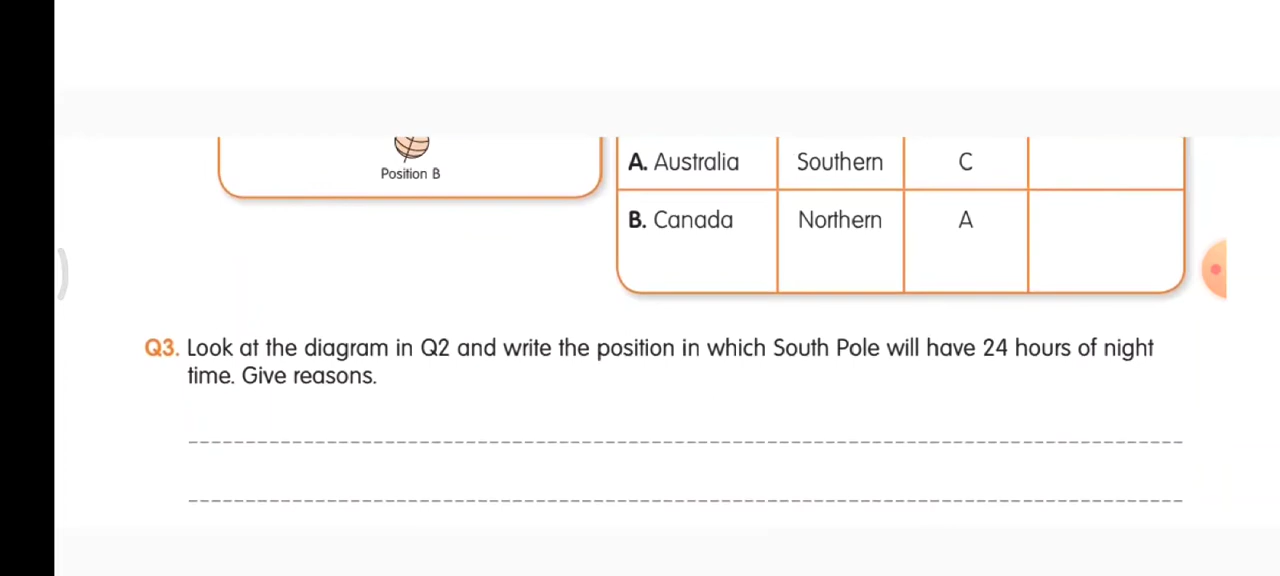 Position B
A. Australia Southern C
B. Canada Northern A
Q3. Look at the diagram in Q2 and write the position in which South Pole will have 24 hours of night
time. Give reasons.